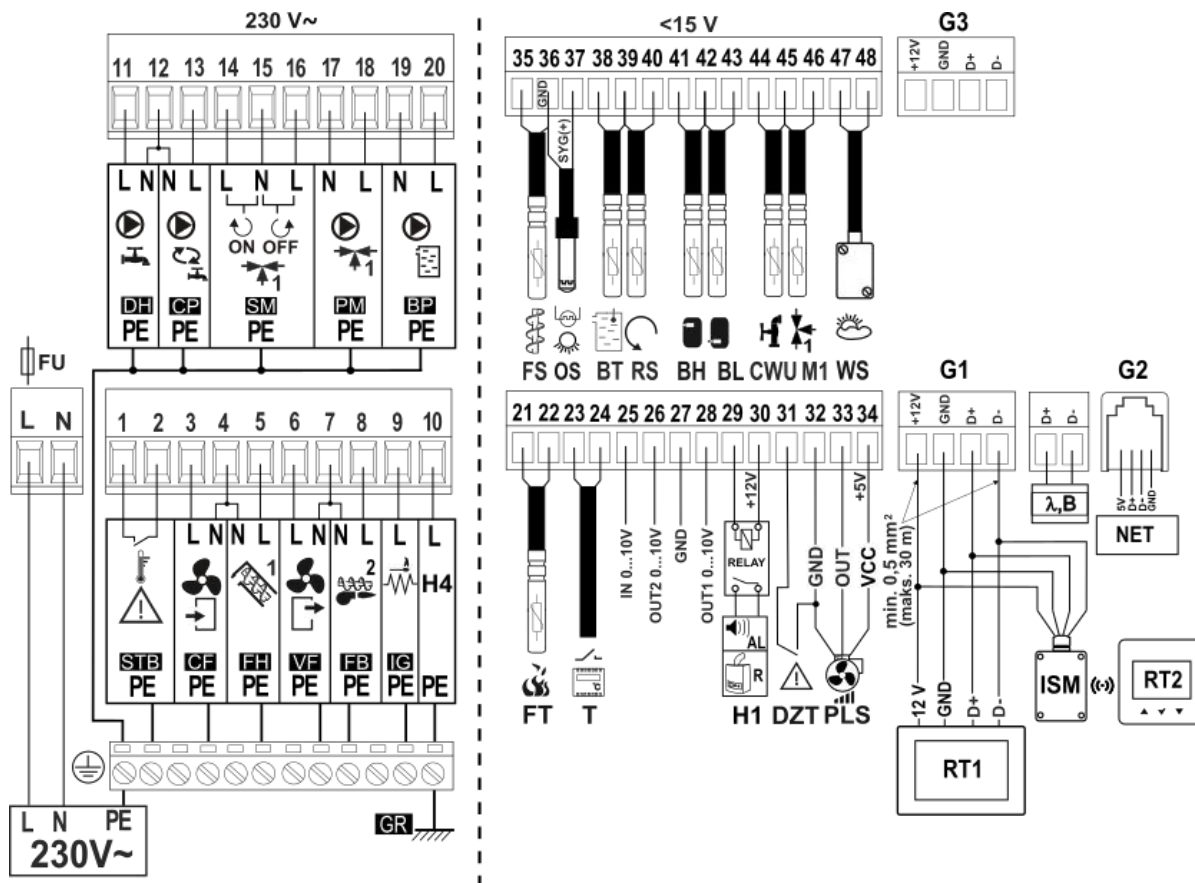 230 V~
11 12 13 14 15 16 17 18 19 20
L N N L L N L N L N L
ON OFF
1 1
DH CP SM PM BP
PE PE PE PE PE
FU
L N
1 2 3 4 5 6 7 8 9 10
L N N L L N N L L L
1 2
H4
STB CF FH VF FB IG
PE PE PE PE PE PE PE
GR
L N PE
230V~
<15 V
35 36 37 38 39 40 41 42 43 44 45 46 47 48
GND
SYG(+)
1
FS OS BT RS BH BL CWU M1 WS
21 22 23 24 25 26 27 28 29 30 31 32 33 34
IN 0...10V
OUT2 0...10V
GND
OUT1 0...10V
+12V
RELAY
AL
R
GND
OUT
VCC
+5V
°C
FT T H1 DZT PLS
G3
+12V GND D+ D-
G1
+12V GND D+ D-
D+ D-
λ,B
G2
5V D+ D- GND
NET
min. 0,5 mm²
(maks. 30 m)
12 V GND D+ D-
RT1
ISM
RT2